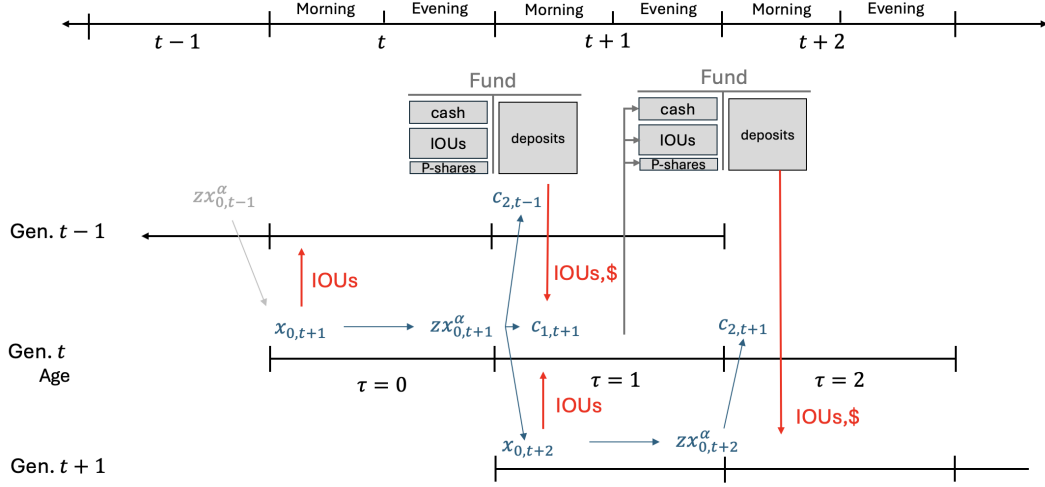 Morning Evening Morning Evening Morning Evening
t − 1 t t + 1 t + 2
Fund Fund
cash cash
IOUs deposits IOUs deposits
P-shares P-shares
zx^α_{0,t−1} c_{2,t−1}
Gen. t − 1
IOUs IOUs,$
x_{0,t+1} zx^α_{0,t+1} c_{1,t+1} c_{2,t+1}
Gen. t
Age τ = 0 τ = 1 τ = 2
IOUs IOUs,$
x_{0,t+2} zx^α_{0,t+2}
Gen. t + 1